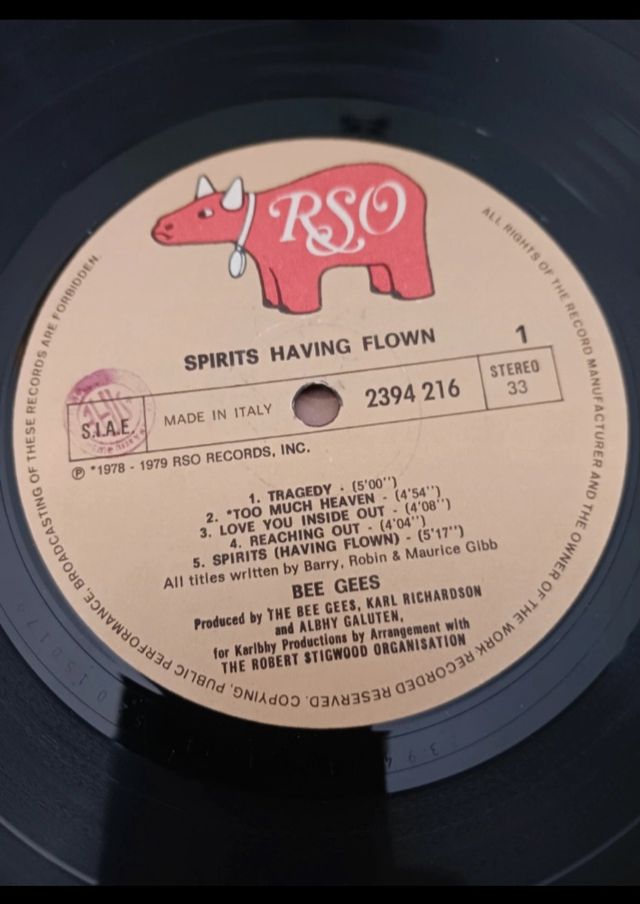 RSO
SPIRITS HAVING FLOWN
1
S.I.A.E.
MADE IN ITALY
2394 216
STEREO
33
℗ *1978 - 1979 RSO RECORDS, INC.
1. TRAGEDY - (5'00'')
2. *TOO MUCH HEAVEN - (4'54'')
3. LOVE YOU INSIDE OUT - (4'08'')
4. REACHING OUT - (4'04'')
5. SPIRITS (HAVING FLOWN) - (5'17'')
All titles written by Barry, Robin & Maurice Gibb
BEE GEES
Produced by THE BEE GEES, KARL RICHARDSON
and ALBHY GALUTEN,
for Karlbhy Productions by Arrangement with
THE ROBERT STIGWOOD ORGANISATION
ALL RIGHTS OF THE RECORD MANUFACTURER AND THE OWNER OF THE WORK RECORDED RESERVED. COPYING, PUBLIC PERFORMANCE, BROADCASTING OF THESE RECORDS ARE FORBIDDEN.